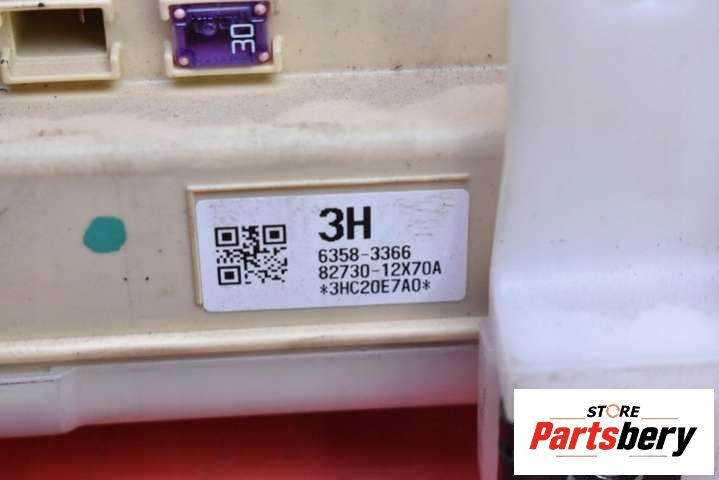 30
3H
6358-3366
82730-12X70A
*3HC20E7A0*
STORE
Partsbery